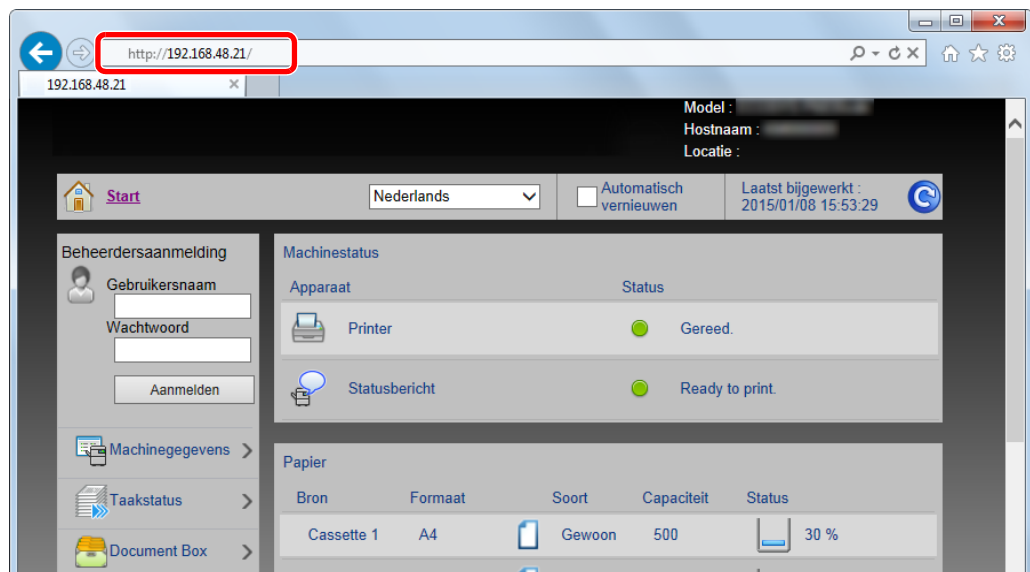 http://192.168.48.21/
192.168.48.21
Model :
Hostnaam :
Locatie :
Start
Nederlands
Automatisch
vernieuwen
Laatst bijgewerkt :
2015/01/08 15:53:29
Beheerdersaanmelding
Gebruikersnaam
Wachtwoord
Aanmelden
Machinegegevens
Taakstatus
Document Box
Machinestatus
Apparaat Status
Printer Gereed.
Statusbericht Ready to print.
Papier
Bron Formaat Soort Capaciteit Status
Cassette 1 A4 Gewoon 500 30 %